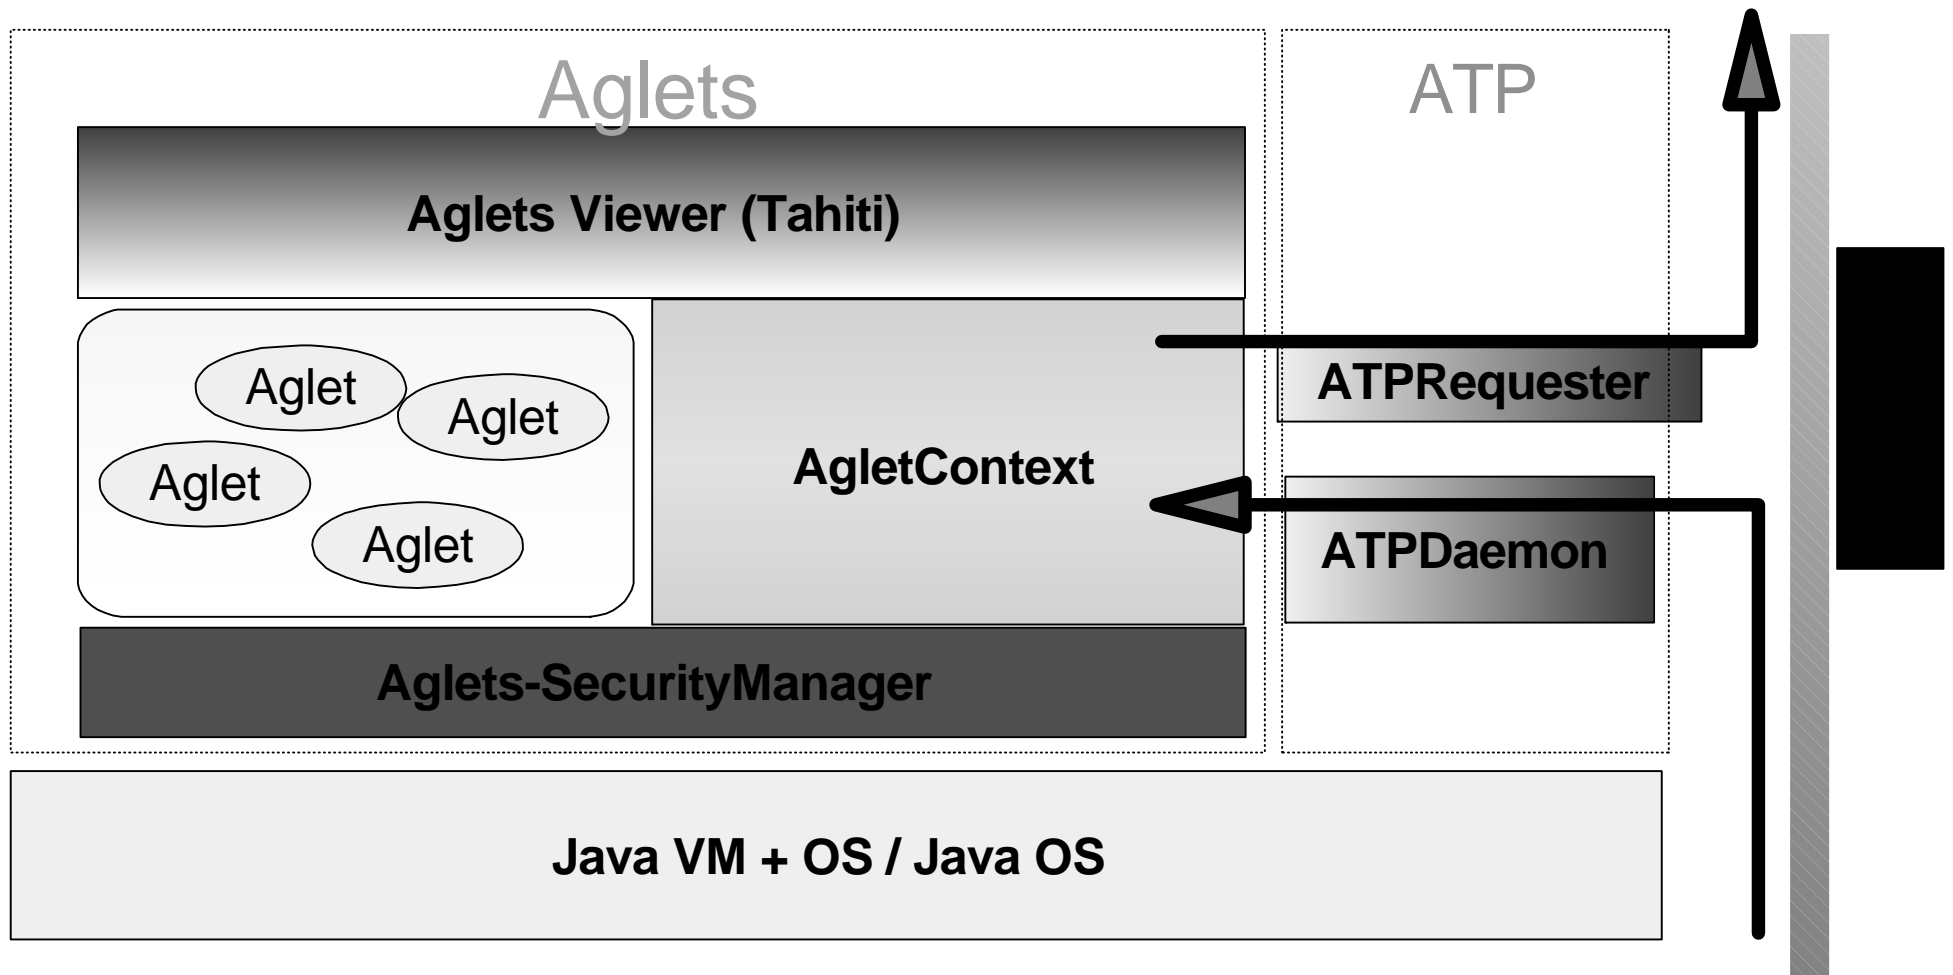 Aglets
ATP
Aglets Viewer (Tahiti)
Aglet
Aglet
Aglet
Aglet
AgletContext
ATPRequester
ATPDaemon
Aglets-SecurityManager
Java VM + OS / Java OS